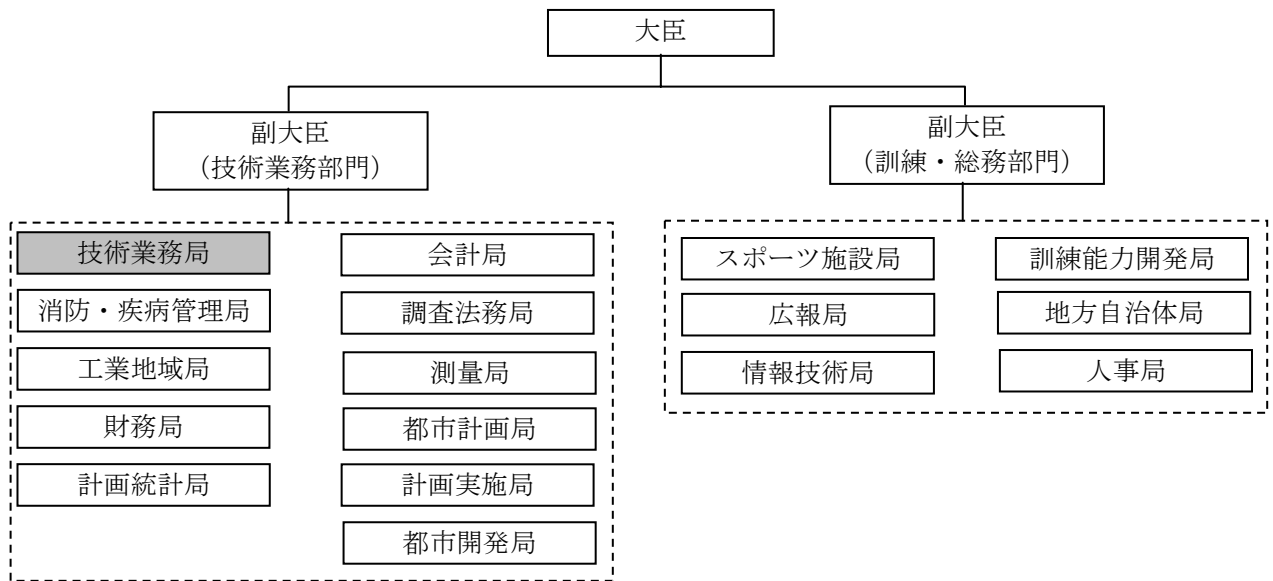 大臣
副大臣
（技術業務部門）
副大臣
（訓練・総務部門）
技術業務局
消防・疾病管理局
工業地域局
財務局
計画統計局
会計局
調査法務局
測量局
都市計画局
計画実施局
都市開発局
スポーツ施設局
広報局
情報技術局
訓練能力開発局
地方自治体局
人事局